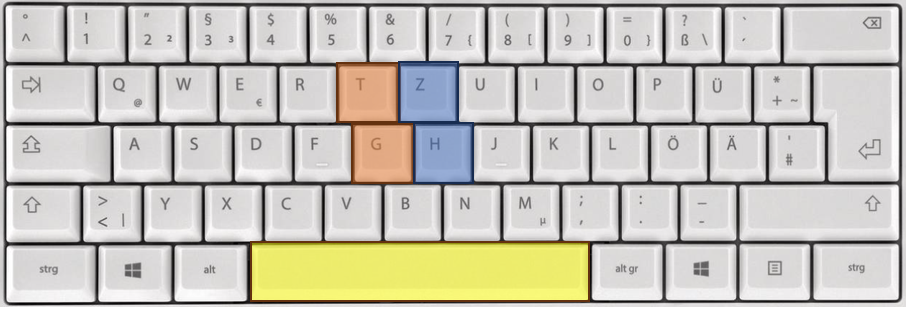 ° ! " § $ % & / ( ) = ? `
^ 1 2 ² 3 ³ 4 5 6 7 { 8 [ 9 ] 0 } ß \ ´
Q @ W E € R T Z U I O P Ü * + ~
A S D F _ G H J _ K L Ö Ä ' #
> < | Y X C V B N M µ ; , : . _ -
strg alt alt gr strg